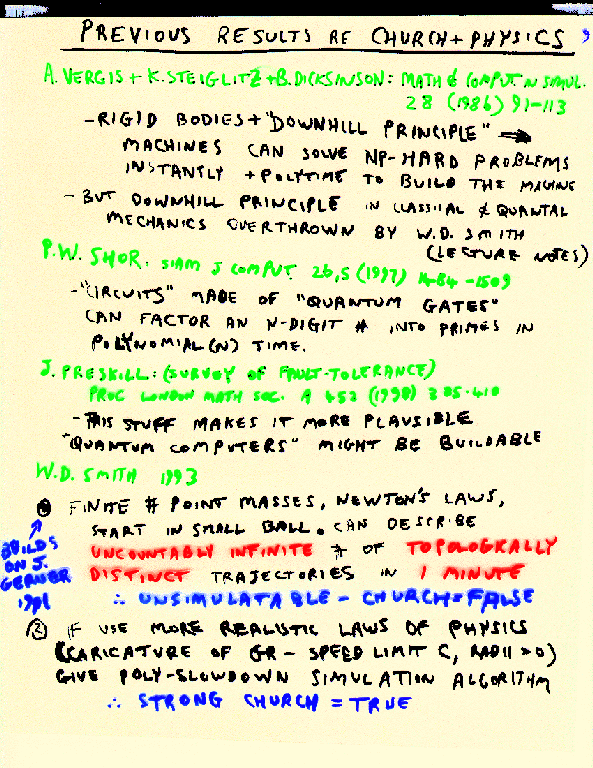 PREVIOUS RESULTS RE CHURCH + PHYSICS
A. VERGIS + K. STEIGLITZ + B. DICKSINSON: MATH & COMPUT N SIMUL.
28 (1986) 91-113
- RIGID BODIES + "DOWNHILL PRINCIPLE" →
MACHINES CAN SOLVE NP-HARD PROBLEMS
INSTANTLY + POLYTIME TO BUILD THE MACHINE
- BUT DOWNHILL PRINCIPLE IN CLASSICAL & QUANTAL
MECHANICS OVERTHROWN BY W.D. SMITH
(LECTURE NOTES)
P.W. SHOR. SIAM J COMPUT. 26,5 (1997) 1484-1509
- "CIRCUITS" MADE OF "QUANTUM GATES"
CAN FACTOR AN N-DIGIT # INTO PRIMES IN
POLYNOMIAL(N) TIME.
J. PRESKILL: (SURVEY OF FAULT-TOLERANCE)
PROC LONDON MATH SOC. A 452 (1998) 385-410
- THIS STUFF MAKES IT MORE PLAUSIBLE
"QUANTUM COMPUTERS" MIGHT BE BUILDABLE
W.D. SMITH 1993
① FINITE # POINT MASSES, NEWTON'S LAWS,
START IN SMALL BALL. CAN DESCRIBE
UNCOUNTABLY INFINITE # OF TOPOLOGICALLY
DISTINCT TRAJECTORIES IN 1 MINUTE
∴ UNSIMULATABLE - CHURCH = FALSE
BUILDS
ON J.
GERVER
1991
② IF USE MORE REALISTIC LAWS OF PHYSICS
(CARICATURE OF GR - SPEED LIMIT C, RADII > 0)
GIVE POLY-SLOWDOWN SIMULATION ALGORITHM
∴ STRONG CHURCH = TRUE